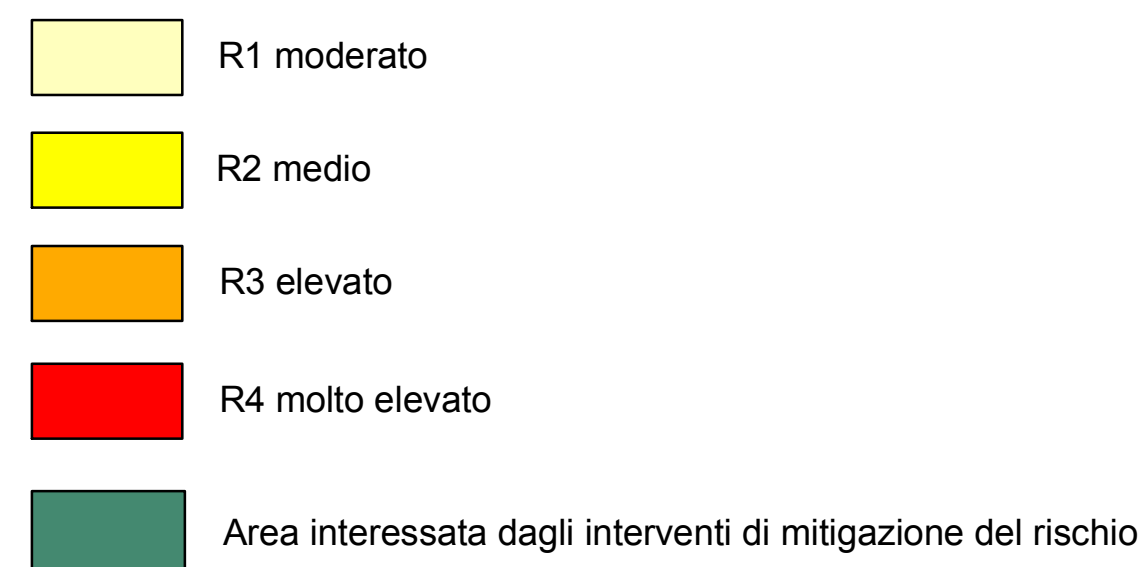 R1 moderato
R2 medio
R3 elevato
R4 molto elevato
Area interessata dagli interventi di mitigazione del rischio